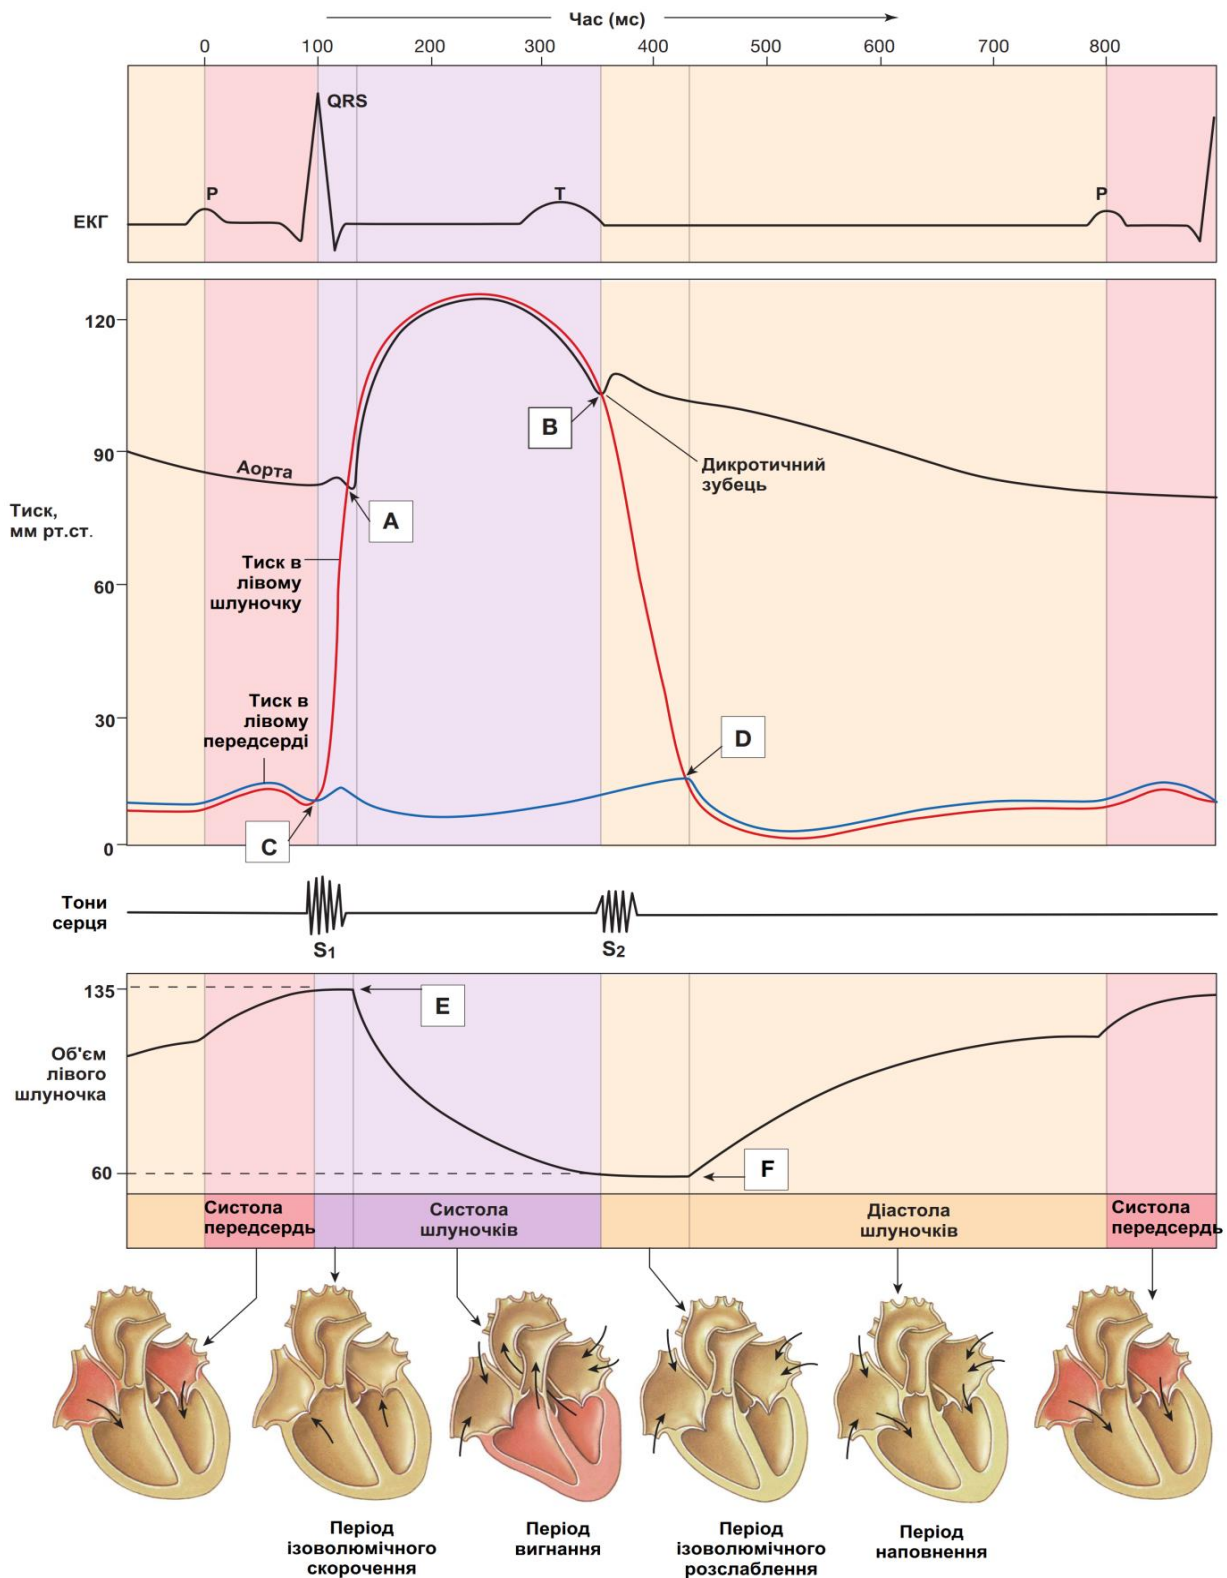 Час (мс)
0 100 200 300 400 500 600 700 800
QRS
P
T
P
ЕКГ
120
B
90
Аорта
Дикротичний
зубець
Тиск,
мм рт.ст.
A
Тиск в
лівому
шлуночку
60
Тиск в
лівому
передсерді
30
D
C
0
Тони
серця
S1
S2
135
E
Об'єм
лівого
шлуночка
60
F
Систола
передсердь
Систола
шлуночків
Діастола
шлуночків
Систола
передсердь
Період
ізоволюмічного
скорочення
Період
вигнання
Період
ізоволюмічного
розслаблення
Період
наповнення